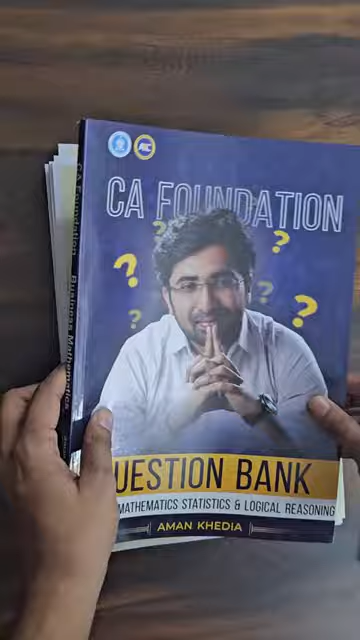 CA FOUNDATION
UESTION BANK
MATHEMATICS STATISTICS & LOGICAL REASONING
AMAN KHEDIA
CA Foundation
Business Mathematics,